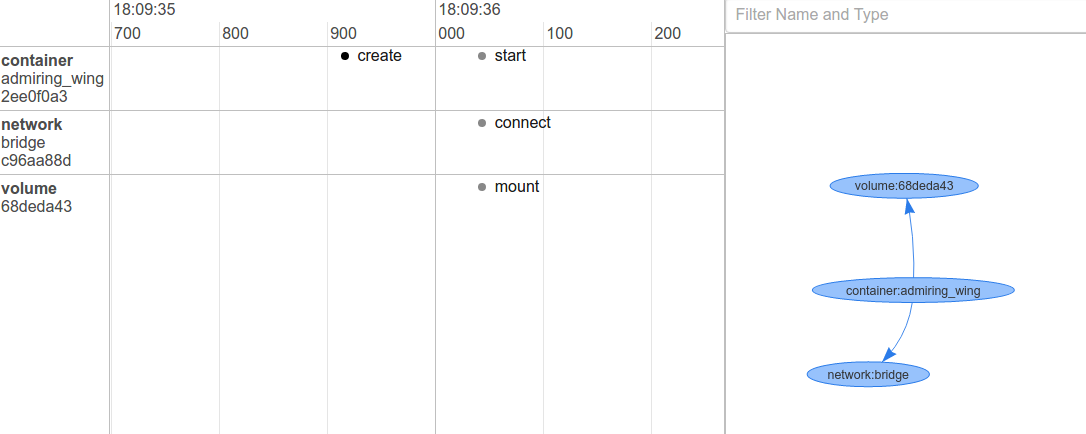 18:09:35 18:09:36
700 800 900 000 100 200
container
admiring_wing
2ee0f0a3
create start
network
bridge
c96aa88d
connect
volume
68deda43
mount
Filter Name and Type
volume:68deda43
container:admiring_wing
network:bridge